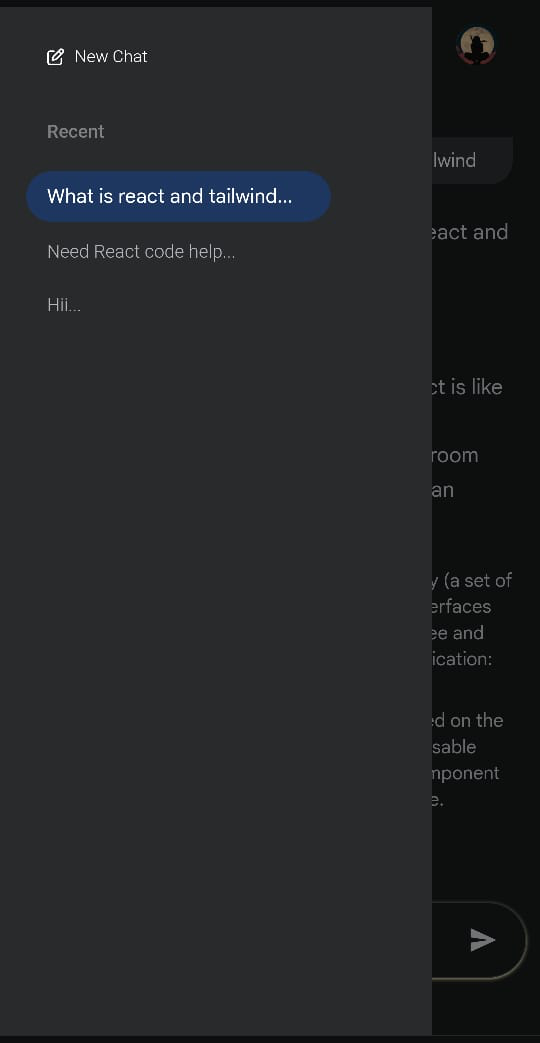 New Chat
Recent
What is react and tailwind...
Need React code help...
Hii...
lwind
eact and
ct is like
room
an
y (a set of
erfaces
ee and
ication:
ed on the
sable
mponent
e.